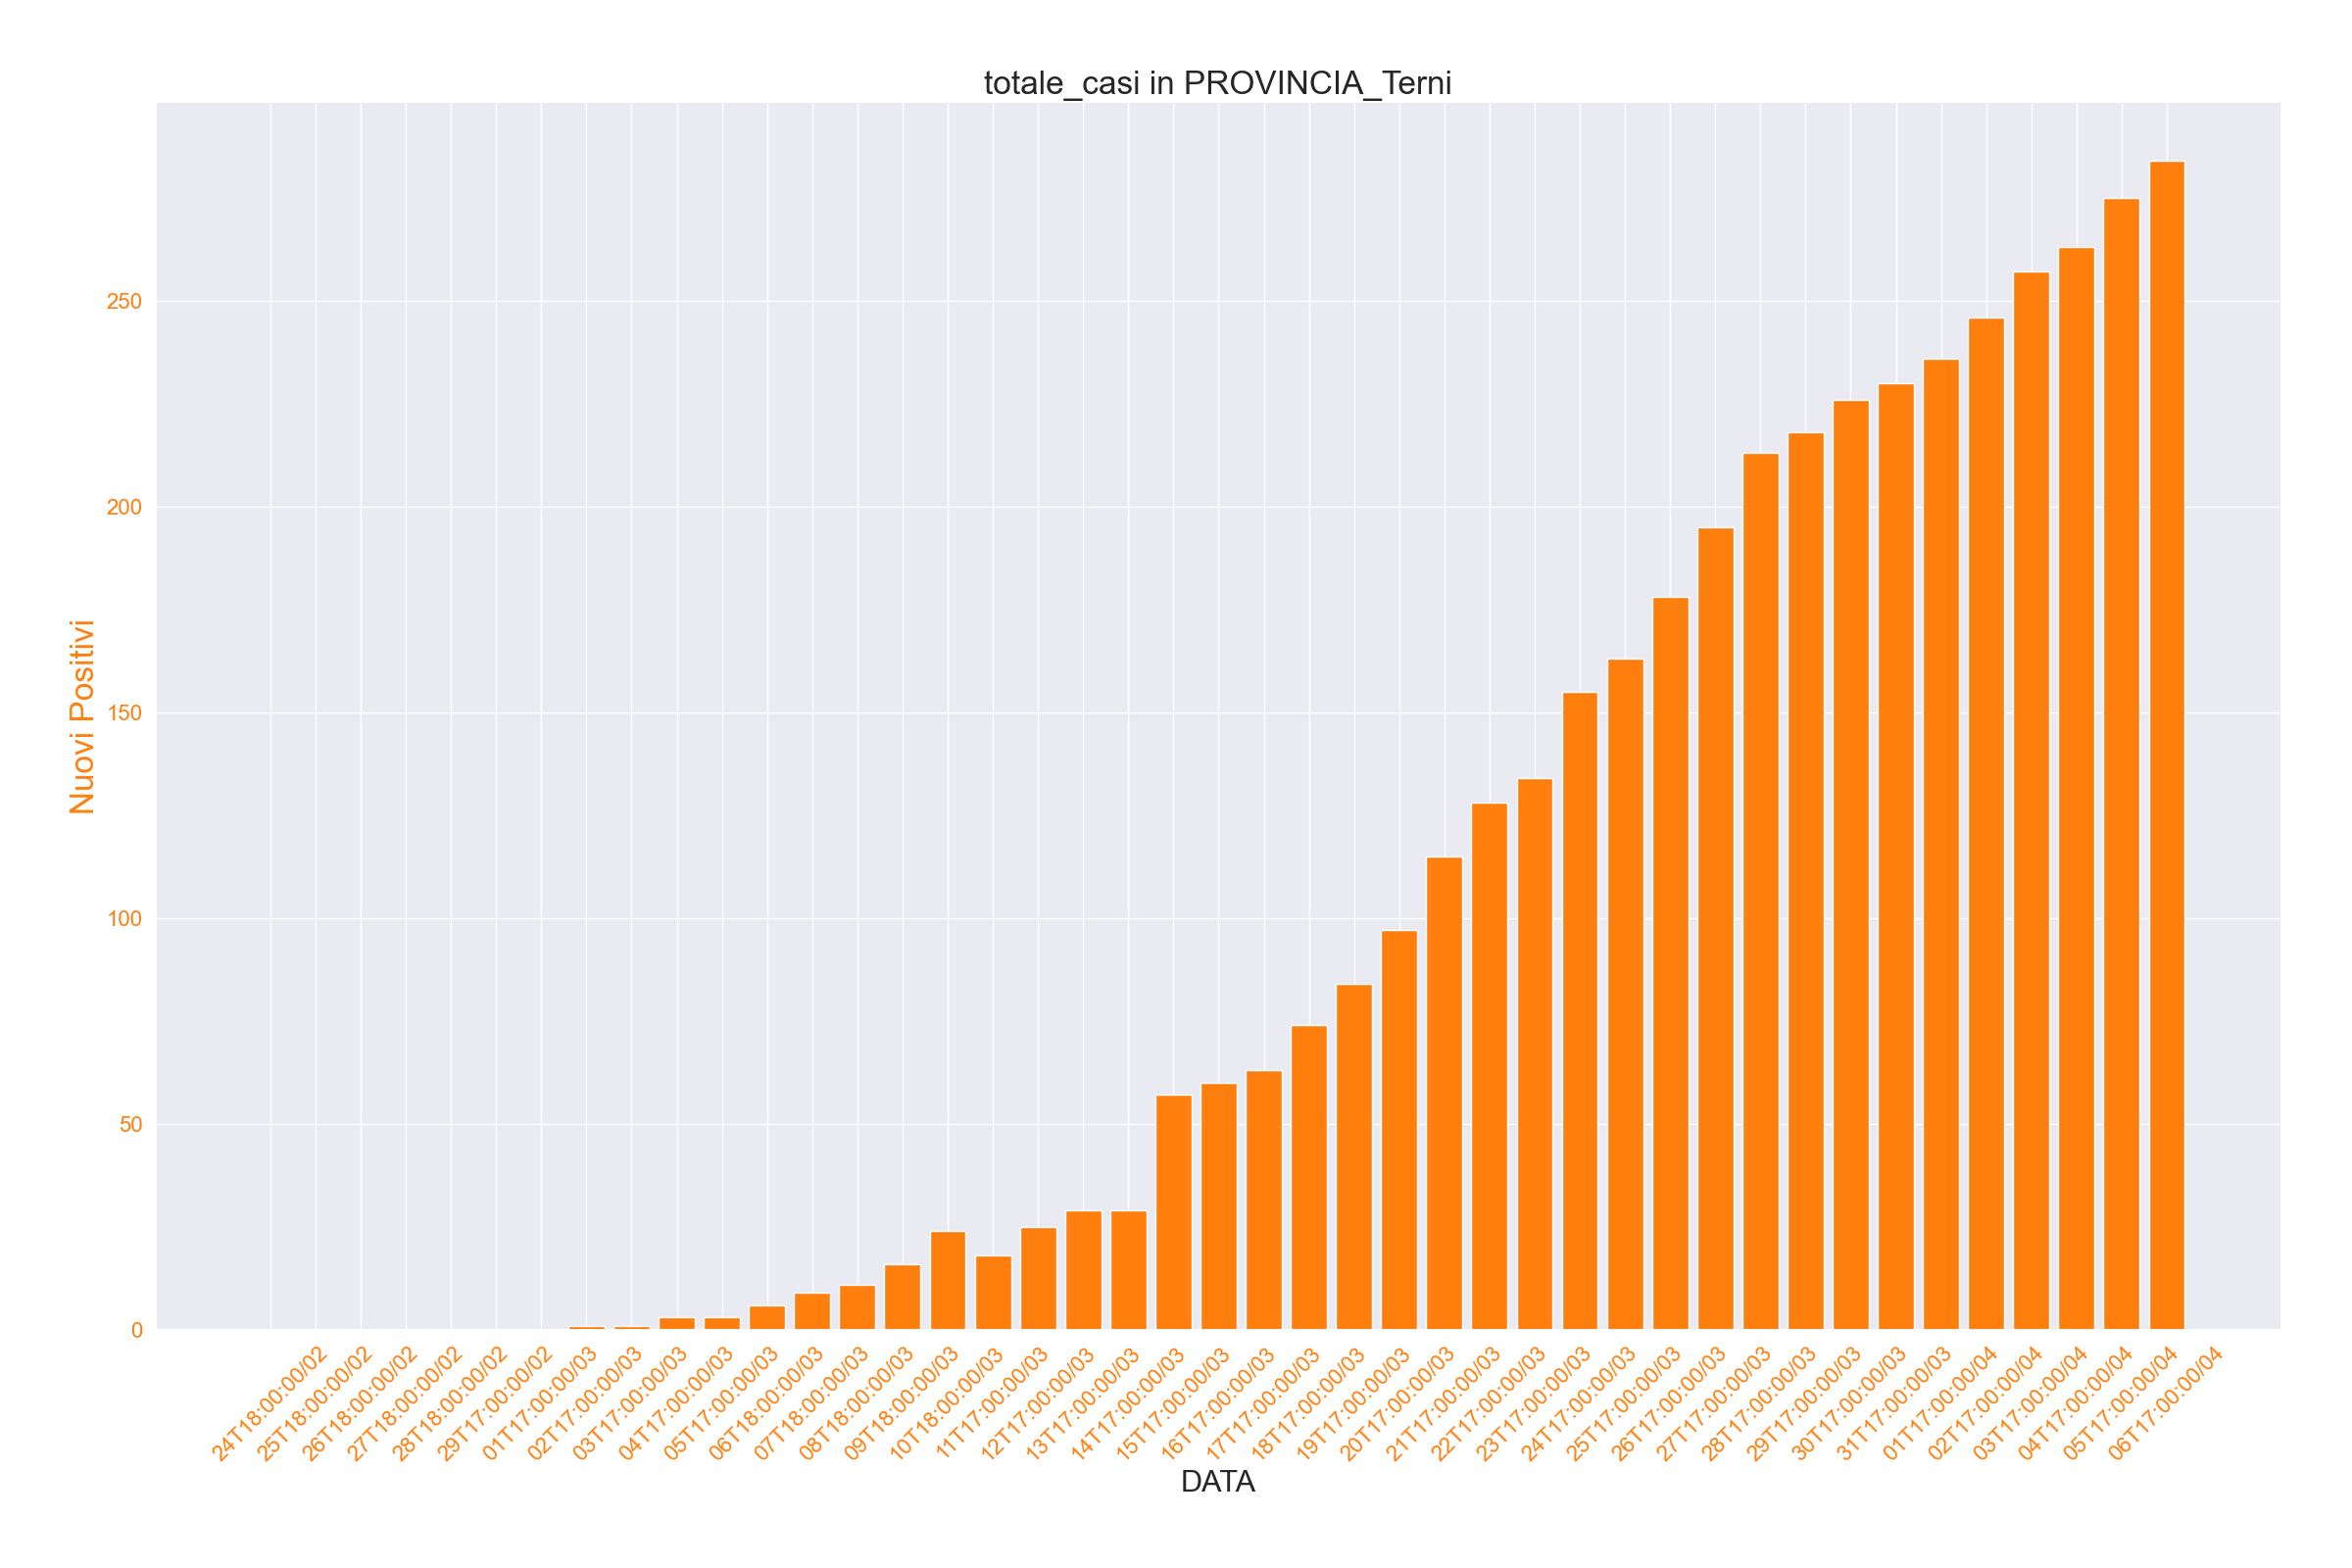 totale_casi in PROVINCIA_Terni
Nuovi Positivi
250
200
150
100
50
0
24T18:00:00/02
25T18:00:00/02
26T18:00:00/02
27T18:00:00/02
28T18:00:00/02
29T17:00:00/02
01T17:00:00/03
02T17:00:00/03
03T17:00:00/03
04T17:00:00/03
05T17:00:00/03
06T18:00:00/03
07T18:00:00/03
08T18:00:00/03
09T18:00:00/03
10T18:00:00/03
11T17:00:00/03
12T17:00:00/03
13T17:00:00/03
14T17:00:00/03
15T17:00:00/03
16T17:00:00/03
17T17:00:00/03
18T17:00:00/03
19T17:00:00/03
20T17:00:00/03
21T17:00:00/03
22T17:00:00/03
23T17:00:00/03
24T17:00:00/03
25T17:00:00/03
26T17:00:00/03
27T17:00:00/03
28T17:00:00/03
29T17:00:00/03
30T17:00:00/03
31T17:00:00/03
01T17:00:00/04
02T17:00:00/04
03T17:00:00/04
04T17:00:00/04
05T17:00:00/04
06T17:00:00/04
DATA